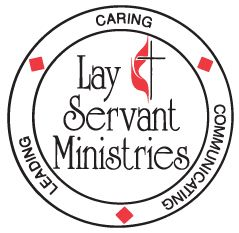 CARING
Lay
Servant
Ministries
LEADING
COMMUNICATING